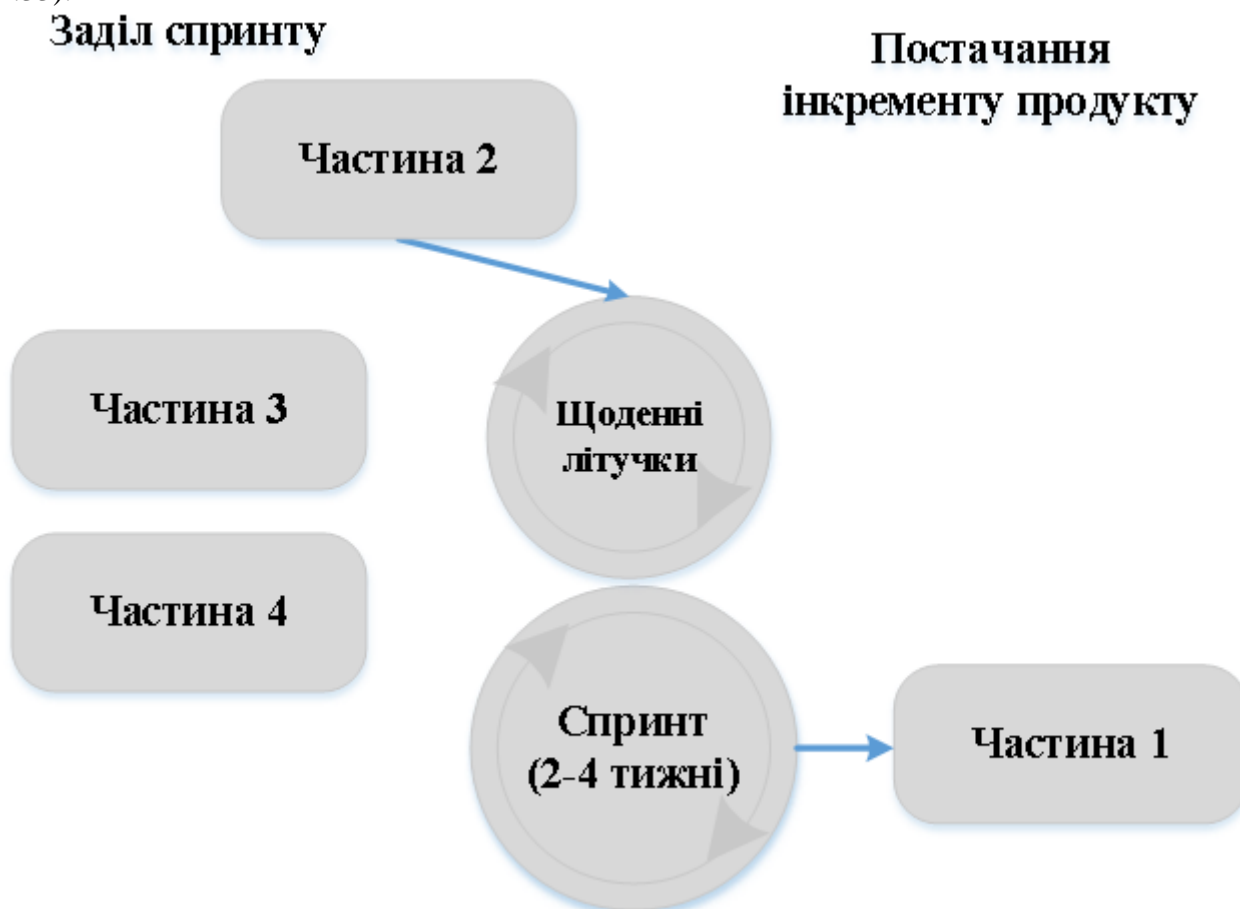 Заділ спринту
Постачання
інкременту продукту
Частина 2
Частина 3
Щоденні
літучки
Частина 4
Спринт
(2-4 тижні)
Частина 1